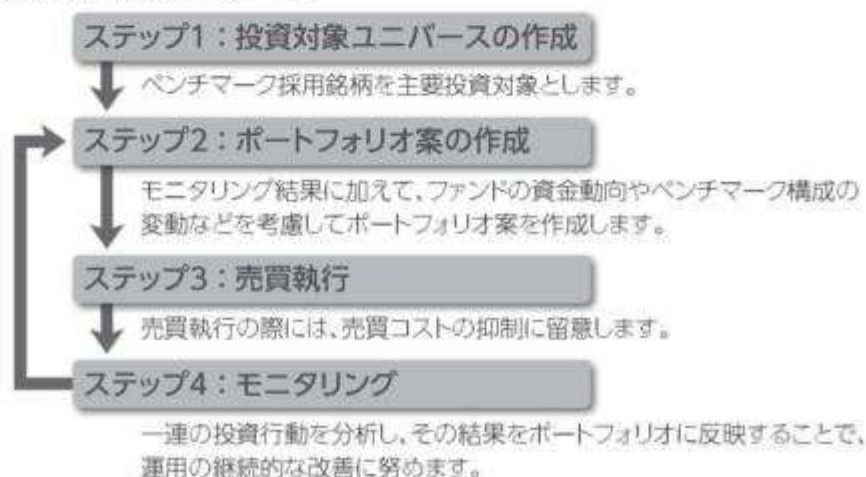 ステップ1：投資対象ユニバースの作成
ベンチマーク採用銘柄を主要投資対象とします。
ステップ2：ポートフォリオ案の作成
モニタリング結果に加えて、ファンドの資金動向やベンチマーク構成の
変動などを考慮してポートフォリオ案を作成します。
ステップ3：売買執行
売買執行の際には、売買コストの抑制に留意します。
ステップ4：モニタリング
一連の投資行動を分析し、その結果をポートフォリオに反映することで、
運用の継続的な改善に努めます。